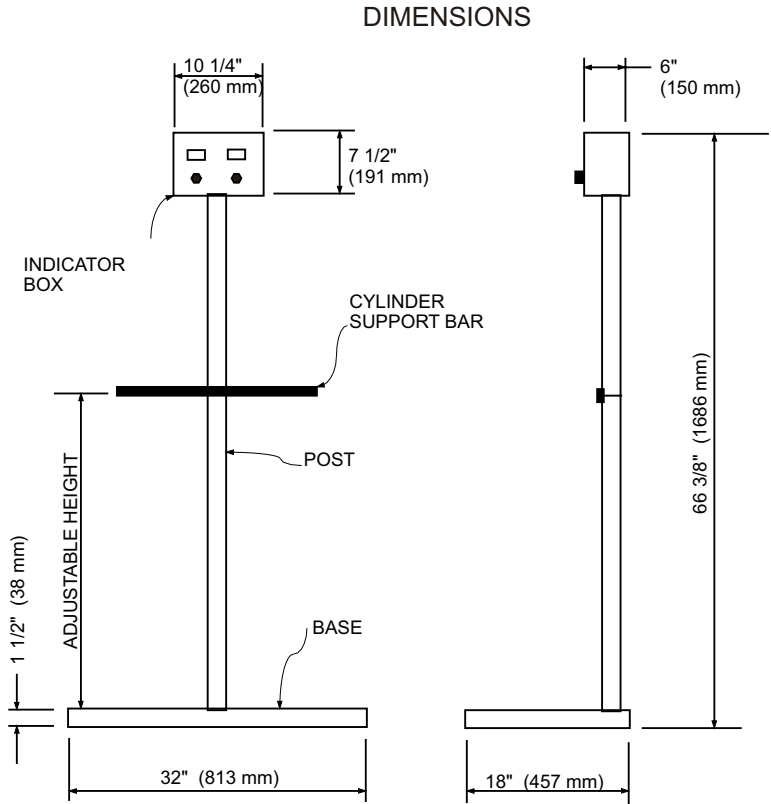 DIMENSIONS
10 1/4"
(260 mm)
6"
(150 mm)
7 1/2"
(191 mm)
INDICATOR
BOX
CYLINDER
SUPPORT BAR
66 3/8" (1686 mm)
POST
ADJUSTABLE HEIGHT
1 1/2" (38 mm)
BASE
32" (813 mm)
18" (457 mm)